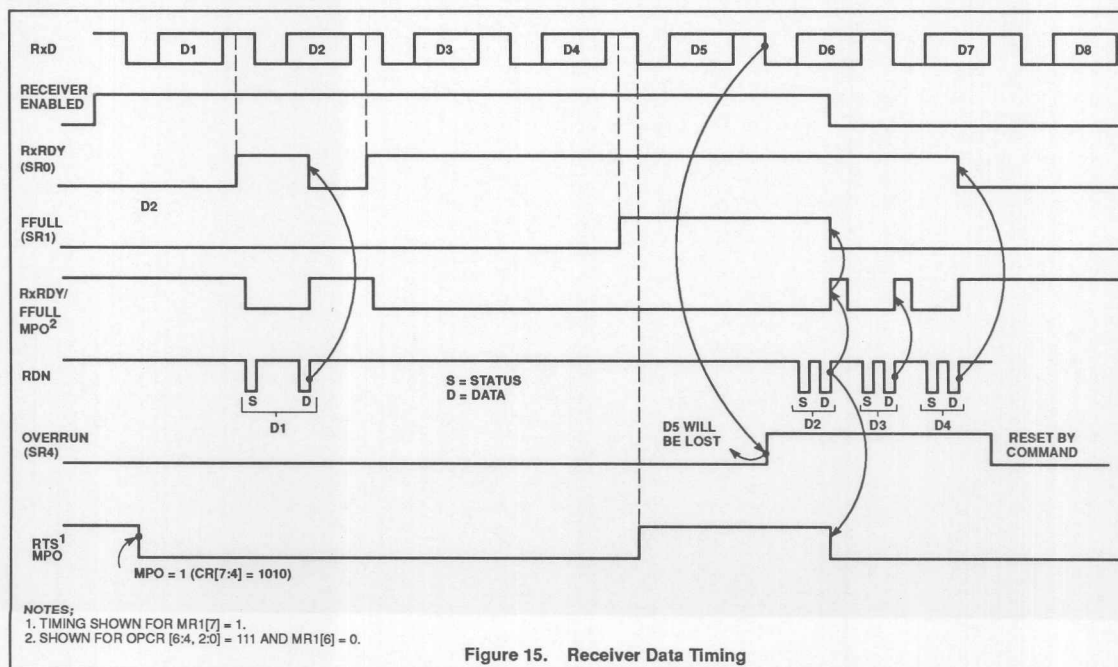 RxD D1 D2 D3 D4 D5 D6 D7 D8
RECEIVER
ENABLED
RxRDY
(SR0)
D2
FFULL
(SR1)
RxRDY/
FFULL
MPO2
RDN
S = STATUS
D = DATA
S D S D S D S D
D1 D2 D3 D4
D5 WILL
BE LOST
OVERRUN
(SR4)
RESET BY
COMMAND
RTS1
MPO
MPO = 1 (CR[7:4] = 1010)
NOTES;
1. TIMING SHOWN FOR MR1[7] = 1.
2. SHOWN FOR OPCR [6:4, 2:0] = 111 AND MR1[6] = 0.
Figure 15. Receiver Data Timing